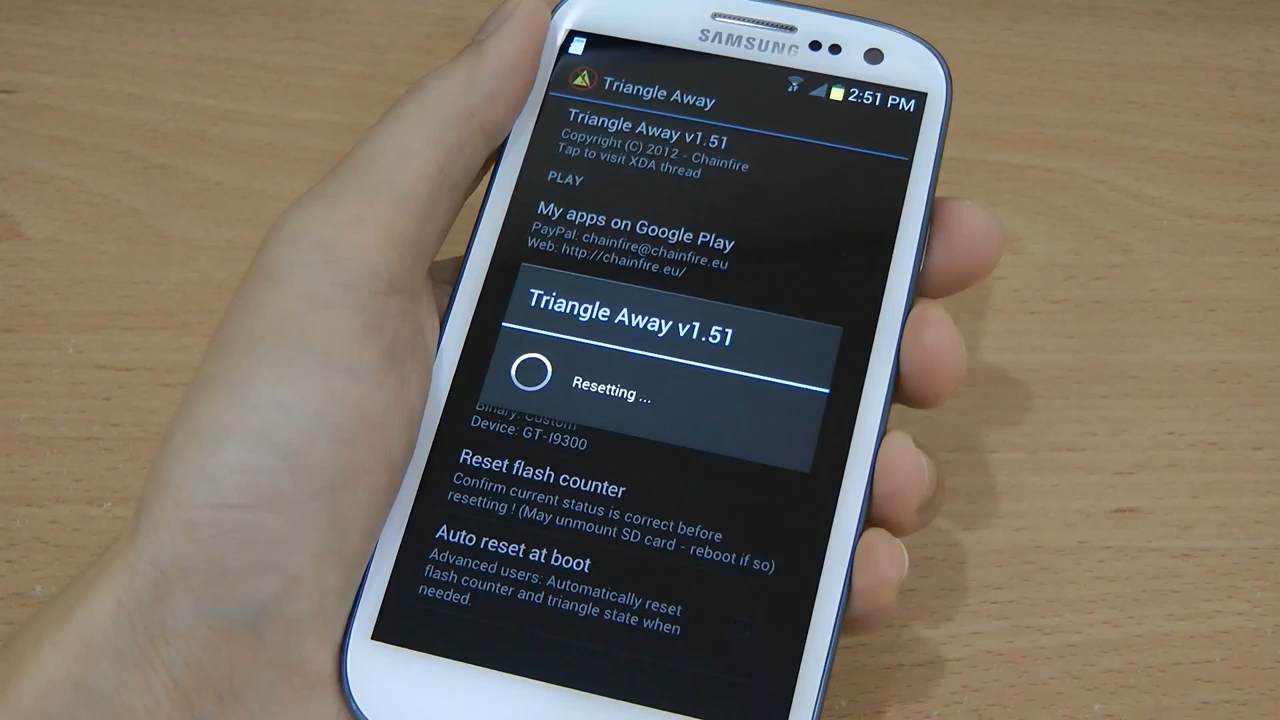 SAMSUNG
2:51 PM
Triangle Away
Triangle Away v1.51
Copyright (C) 2012 - Chainfire
Tap to visit XDA thread
PLAY
My apps on Google Play
PayPal: chainfire@chainfire.eu
Web: http://chainfire.eu/
Triangle Away v1.51
Resetting ...
Binary: Custom
Device: GT-I9300
Reset flash counter
Confirm current status is correct before
resetting ! (May unmount SD card - reboot if so)
Auto reset at boot
Advanced users: Automatically reset
flash counter and triangle state when
needed.